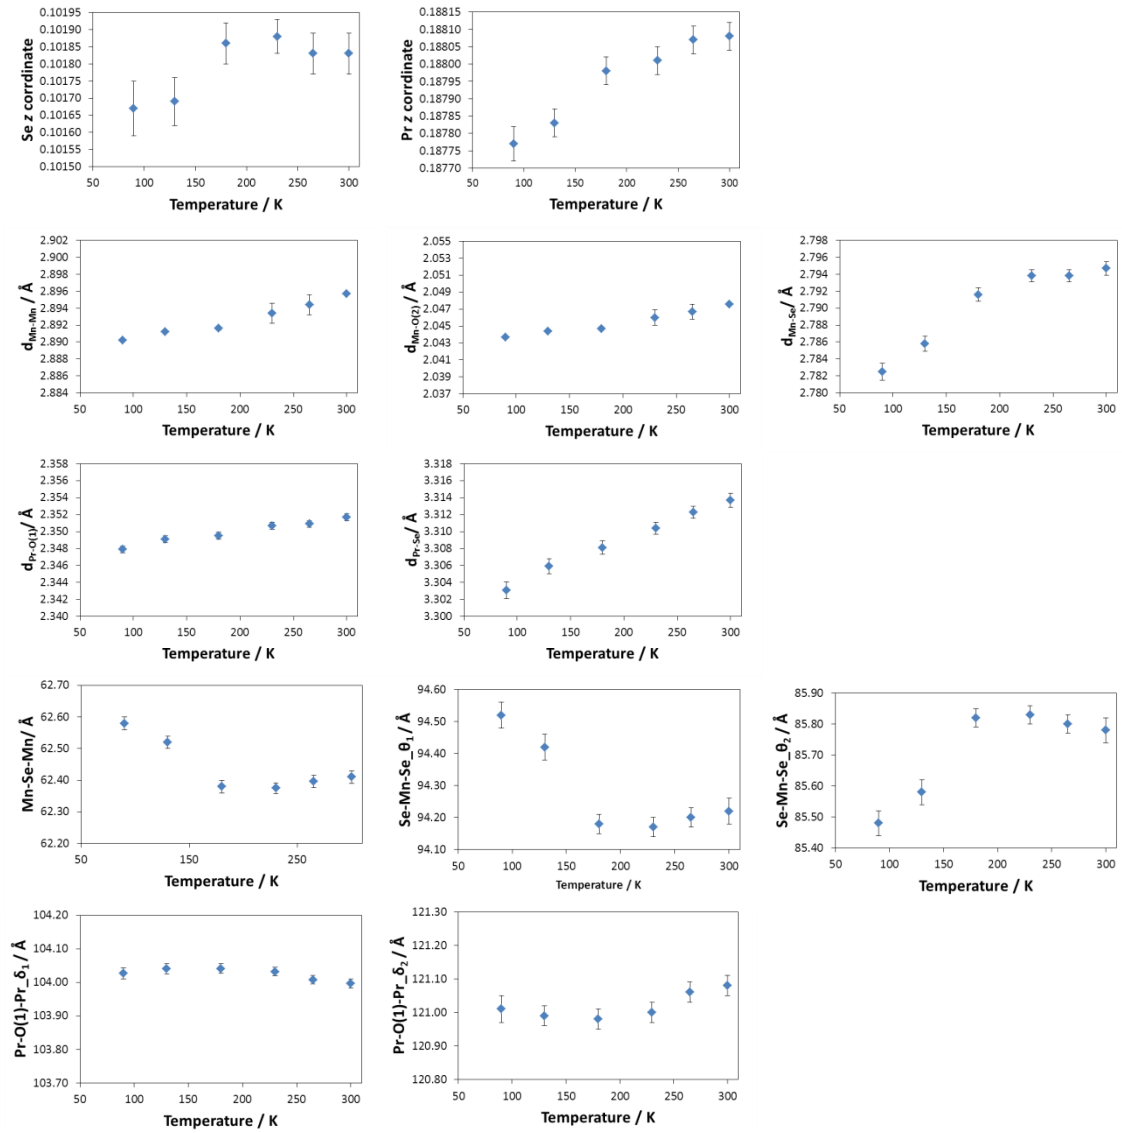 Se z corrdinate
0.10195
0.10190
0.10185
0.10180
0.10175
0.10170
0.10165
0.10160
0.10155
0.10150
50 100 150 200 250 300
Temperature / K
Pr z corrdinate
0.18815
0.18810
0.18805
0.18800
0.18795
0.18790
0.18785
0.18780
0.18775
0.18770
50 100 150 200 250 300
Temperature / K
d Mn-Mn / Å
2.902
2.900
2.898
2.896
2.894
2.892
2.890
2.888
2.886
2.884
50 100 150 200 250 300
Temperature / K
d Mn-O(2) / Å
2.055
2.053
2.051
2.049
2.047
2.045
2.043
2.041
2.039
2.037
50 100 150 200 250 300
Temperature / K
d Mn-Se/ Å
2.798
2.796
2.794
2.792
2.790
2.788
2.786
2.784
2.782
2.780
50 100 150 200 250 300
Temperature / K
d Pr-O(1)/ Å
2.358
2.356
2.354
2.352
2.350
2.348
2.346
2.344
2.342
2.340
50 100 150 200 250 300
Temperature / K
d Pr-Se/ Å
3.318
3.316
3.314
3.312
3.310
3.308
3.306
3.304
3.302
3.300
50 100 150 200 250 300
Temperature / K
Mn-Se-Mn/ Å
62.70
62.60
62.50
62.40
62.30
62.20
50 150 250
Temperature / K
Se-Mn-Se_θ1 / Å
94.60
94.50
94.40
94.30
94.20
94.10
50 100 150 200 250 300
Temperature / K
Se-Mn-Se_θ2 / Å
85.90
85.80
85.70
85.60
85.50
85.40
50 100 150 200 250 300
Temperature / K
Pr-O(1)-Pr_δ1 / Å
104.20
104.10
104.00
103.90
103.80
103.70
50 100 150 200 250 300
Temperature / K
Pr-O(1)-Pr_δ2 / Å
121.30
121.20
121.10
121.00
120.90
120.80
50 100 150 200 250 300
Temperature / K